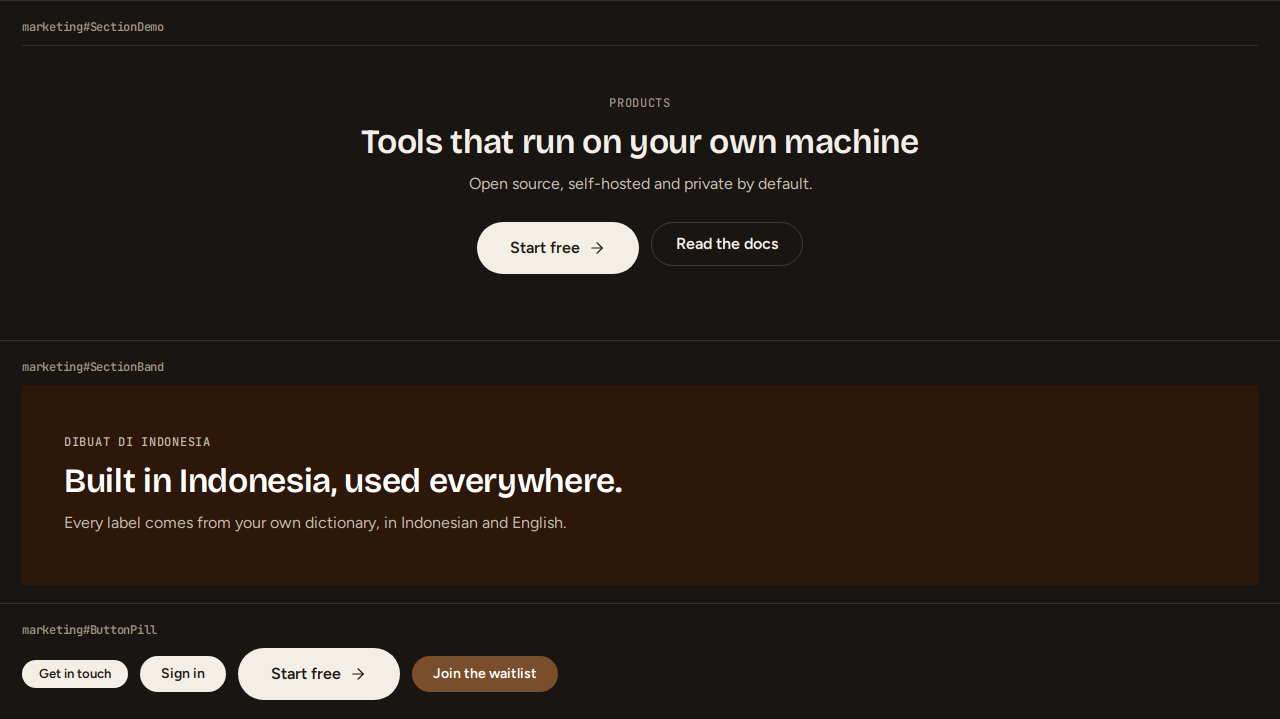 marketing#SectionDemo
PRODUCTS
Tools that run on your own machine
Open source, self-hosted and private by default.
Start free →
Read the docs
marketing#SectionBand
DIBUAT DI INDONESIA
Built in Indonesia, used everywhere.
Every label comes from your own dictionary, in Indonesian and English.
marketing#ButtonPill
Get in touch
Sign in
Start free →
Join the waitlist